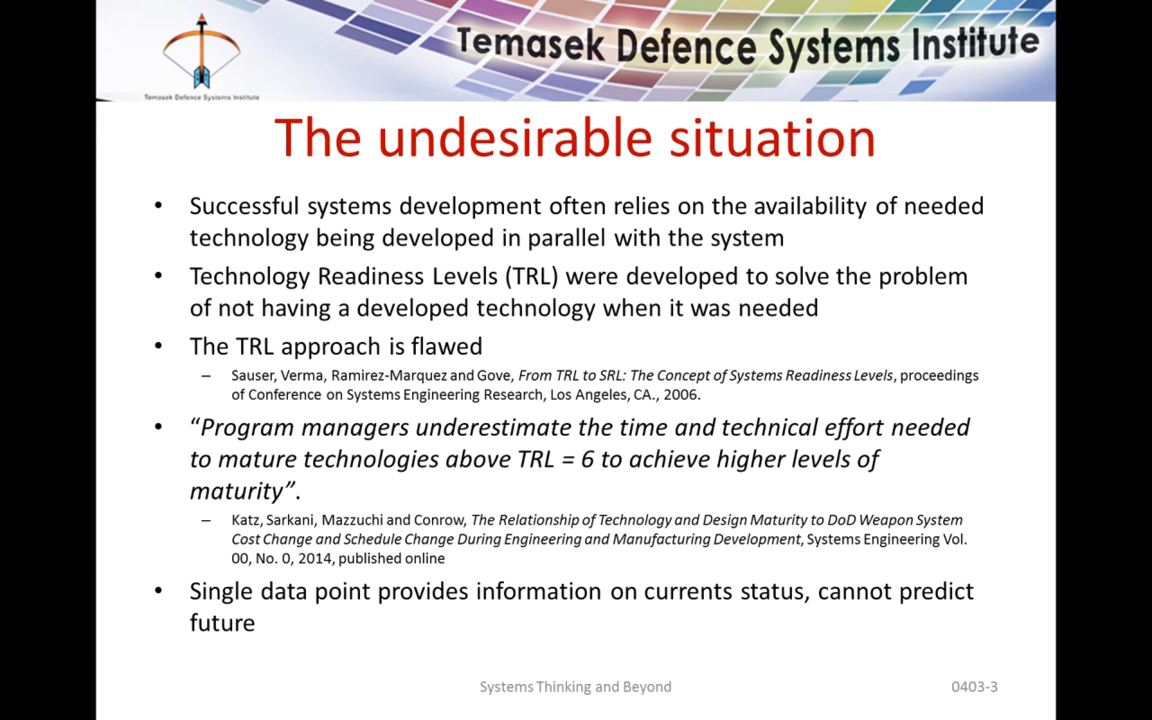 Temasek Defence Systems Institute
Temasek Defence Systems Institute
The undesirable situation
• Successful systems development often relies on the availability of needed
technology being developed in parallel with the system
• Technology Readiness Levels (TRL) were developed to solve the problem
of not having a developed technology when it was needed
• The TRL approach is flawed
– Sauser, Verma, Ramirez-Marquez and Gove, From TRL to SRL: The Concept of Systems Readiness Levels, proceedings
of Conference on Systems Engineering Research, Los Angeles, CA., 2006.
• “Program managers underestimate the time and technical effort needed
to mature technologies above TRL = 6 to achieve higher levels of
maturity”.
– Katz, Sarkani, Mazzuchi and Conrow, The Relationship of Technology and Design Maturity to DoD Weapon System
Cost Change and Schedule Change During Engineering and Manufacturing Development, Systems Engineering Vol.
00, No. 0, 2014, published online
• Single data point provides information on currents status, cannot predict
future
Systems Thinking and Beyond
0403-3